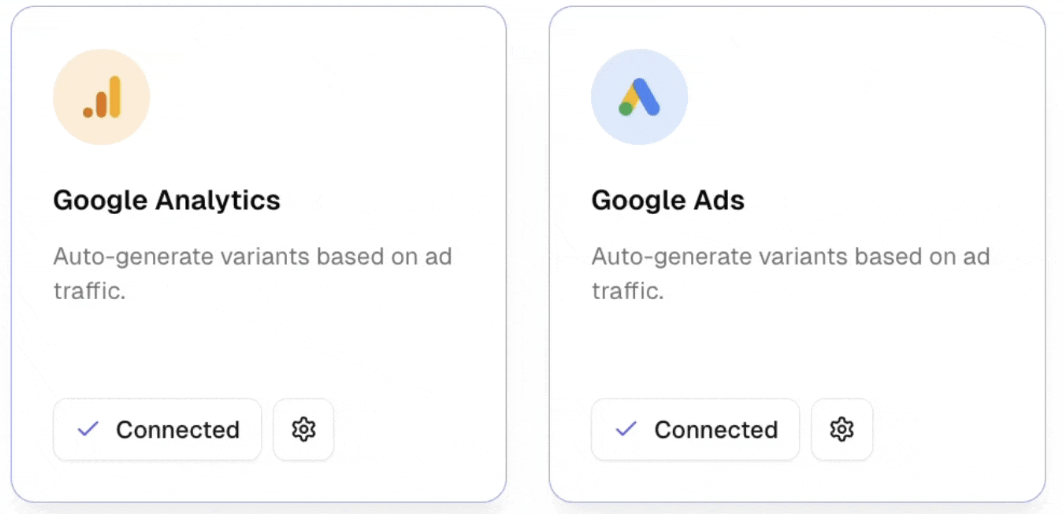 Google Analytics
Auto-generate variants based on ad
traffic.
Connected
Google Ads
Auto-generate variants based on ad
traffic.
Connected